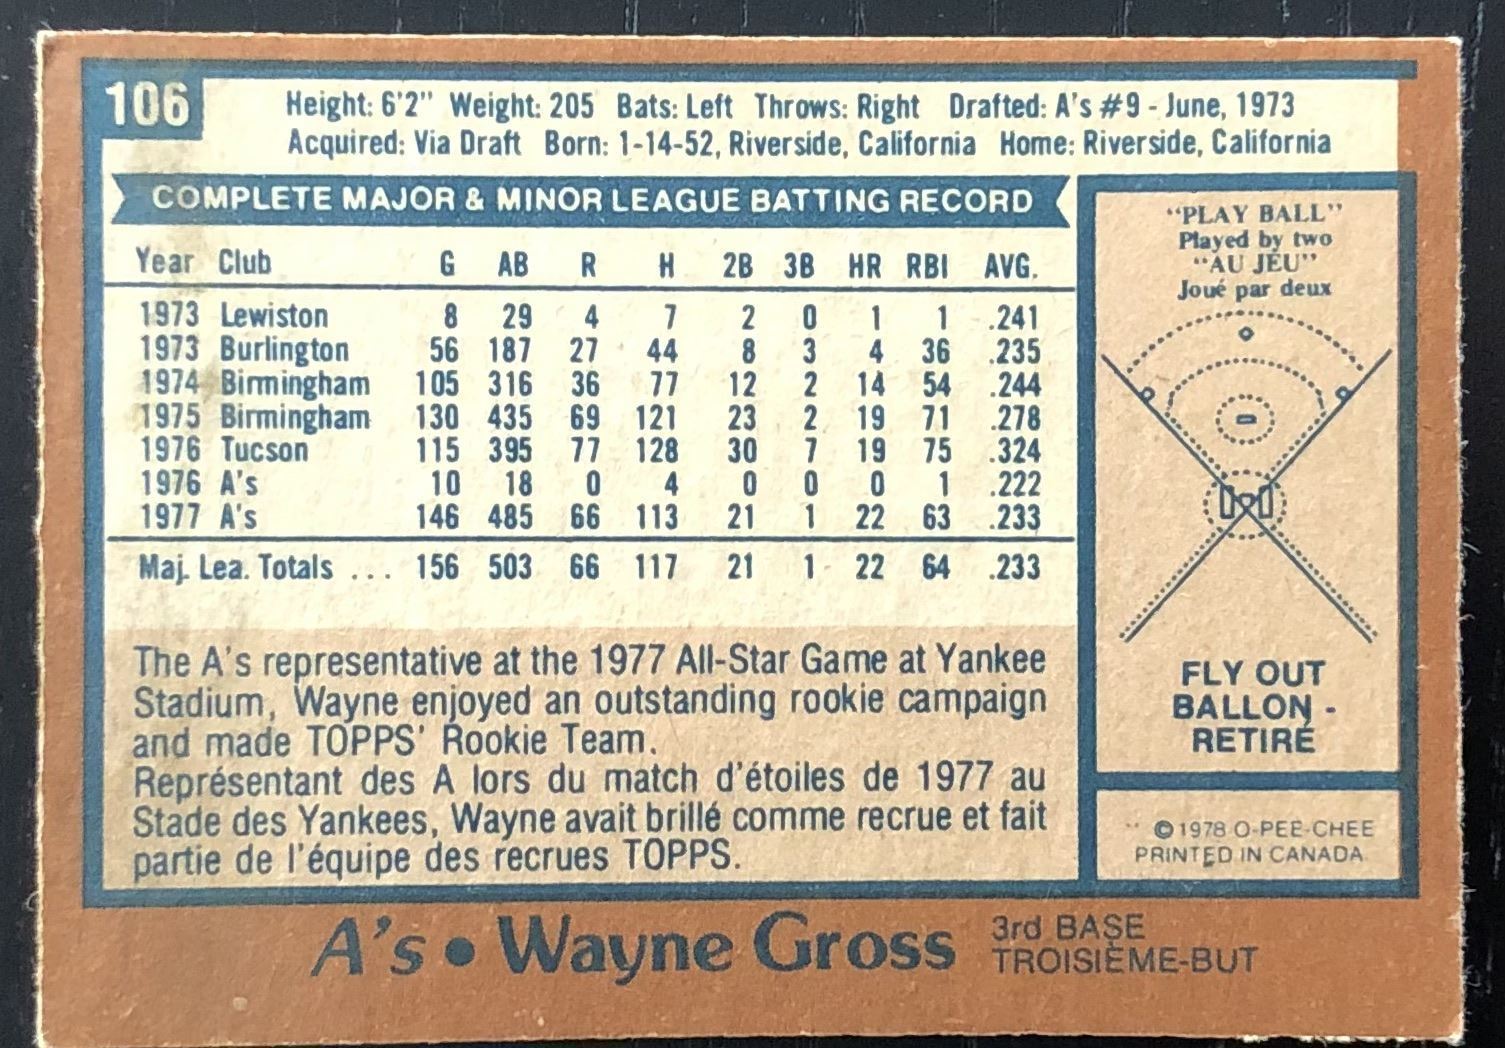 106
Height: 6'2" Weight: 205 Bats: Left Throws: Right Drafted: A's #9 - June, 1973
Acquired: Via Draft Born: 1-14-52, Riverside, California Home: Riverside, California
COMPLETE MAJOR & MINOR LEAGUE BATTING RECORD
Year Club G AB R H 2B 3B HR RBI AVG.
1973 Lewiston 8 29 4 7 2 0 1 1 .241
1973 Burlington 56 187 27 44 8 3 4 36 .235
1974 Birmingham 105 316 36 77 12 2 14 54 .244
1975 Birmingham 130 435 69 121 23 2 19 71 .278
1976 Tucson 115 395 77 128 30 7 19 75 .324
1976 A's 10 18 0 4 0 0 0 1 .222
1977 A's 146 485 66 113 21 1 22 63 .233
Maj. Lea. Totals ... 156 503 66 117 21 1 22 64 .233
The A's representative at the 1977 All-Star Game at Yankee
Stadium, Wayne enjoyed an outstanding rookie campaign
and made TOPPS' Rookie Team.
Représentant des A lors du match d'étoiles de 1977 au
Stade des Yankees, Wayne avait brillé comme recrue et fait
partie de l'équipe des recrues TOPPS.
"PLAY BALL"
Played by two
"AU JEU"
Joué par deux
FLY OUT
BALLON -
RETIRÉ
© 1978 O-PEE-CHEE
PRINTED IN CANADA
A's • Wayne Gross
3rd BASE
TROISIÈME-BUT